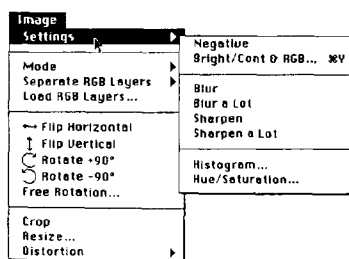 Image
Settings
Mode
Separate RGB Layers
Load RGB Layers...
Flip Horizontal
Flip Vertical
Rotate +90°
Rotate -90°
Free Rotation...
Crop
Resize...
Distortion
Negative
Bright/Cont & RGB... ⌘Y
Blur
Blur a Lot
Sharpen
Sharpen a Lot
Histogram...
Hue/Saturation...